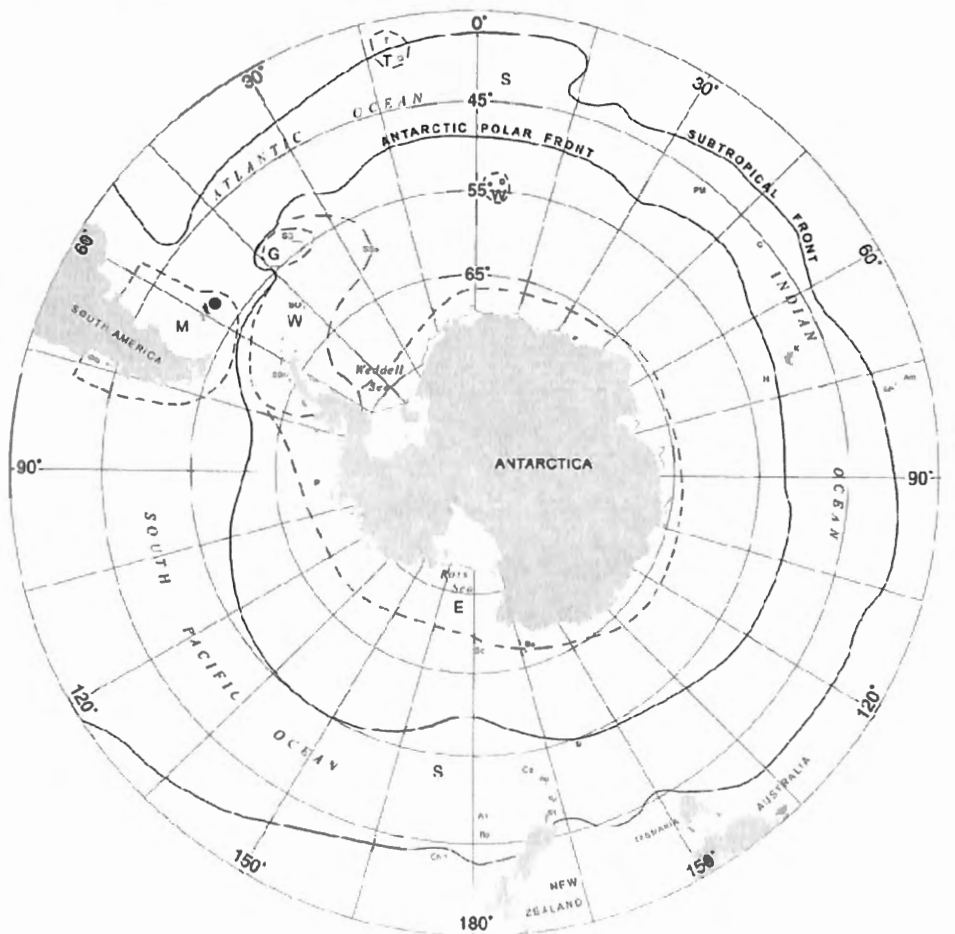 0°
30°
T
S
30°
ATLANTIC OCEAN
45°
ANTARCTIC POLAR FRONT
SUBTROPICAL FRONT
PM
55°
60°
60°
G
W
65°
INDIAN OCEAN
K
H
M
SOUTH AMERICA
Weddell
Sea
Am
90°
ANTARCTICA
90°
P
SOUTH PACIFIC OCEAN
Ross
Sea
E
120°
120°
S
AUSTRALIA
TASMANIA
150°
150°
NEW
ZEALAND
180°